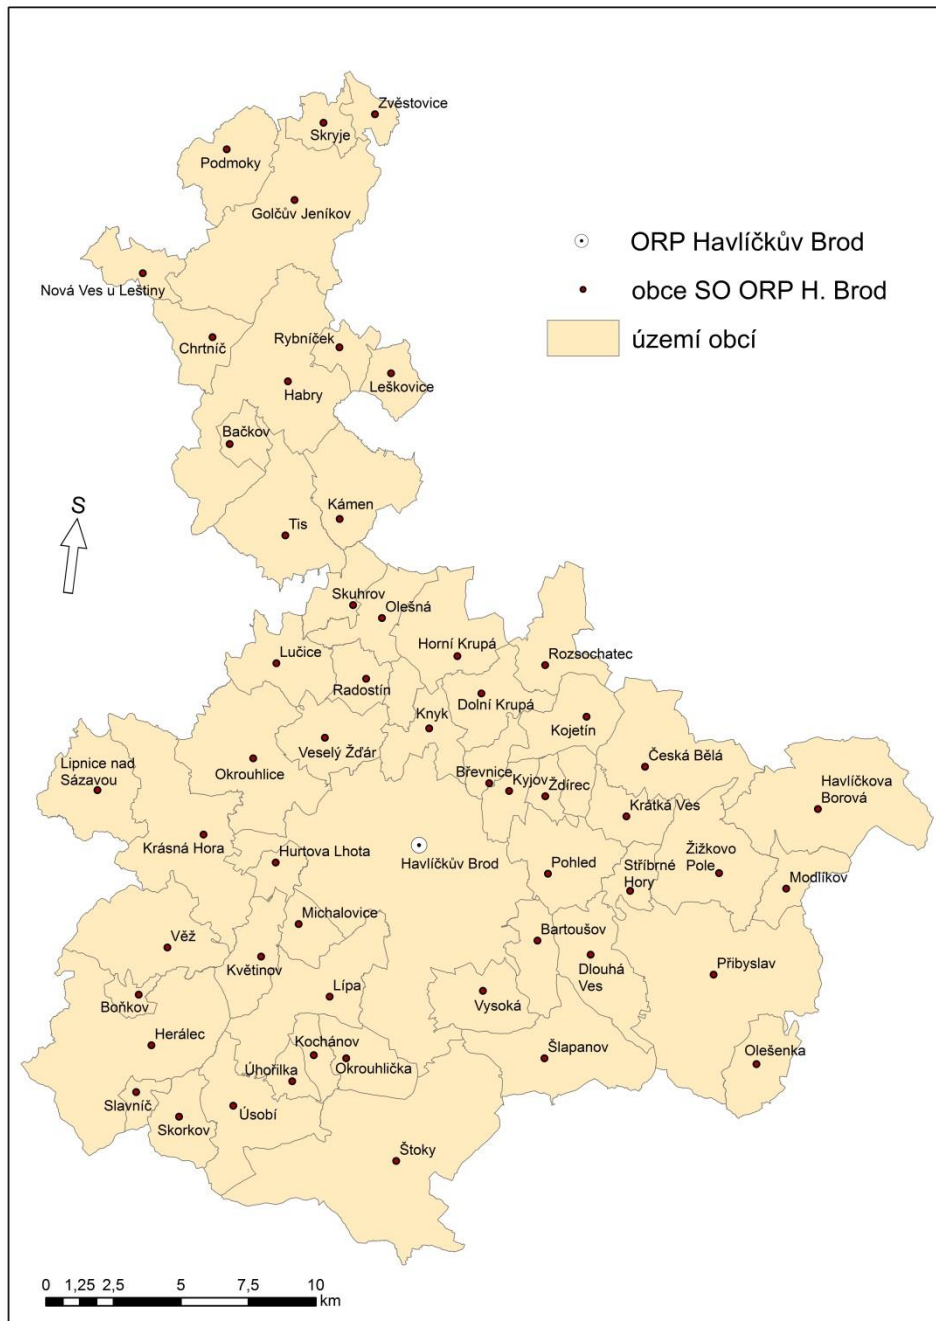 Zvěstovice
Skryje
Podmoky
Golčův Jeníkov
ORP Havlíčkův Brod
Nová Ves u Leštiny
obce SO ORP H. Brod
Chrtníč
Rybníček
území obcí
Leškovice
Habry
Bačkov
S
Kámen
Tis
Skuhrov
Olešná
Horní Krupá
Lučice
Rozsochatec
Radostín
Dolní Krupá
Knyk
Kojetín
Veselý Žďár
Česká Bělá
Lipnice nad
Sázavou
Okrouhlice
Břevnice
Kyjov
Ždírec
Havlíčkova
Borová
Krátká Ves
Krásná Hora
Hurtova Lhota
Havlíčkův Brod
Pohled
Stříbrné
Hory
Žižkovo
Pole
Modlíkov
Michalovice
Věž
Květinov
Bartoušov
Dlouhá
Ves
Přibyslav
Lípa
Vysoká
Boňkov
Herálec
Kochánov
Okrouhlička
Šlapanov
Olešenka
Úhořilka
Slavníč
Skorkov
Úsobí
Štoky
0 1,25 2,5 5 7,5 10
km